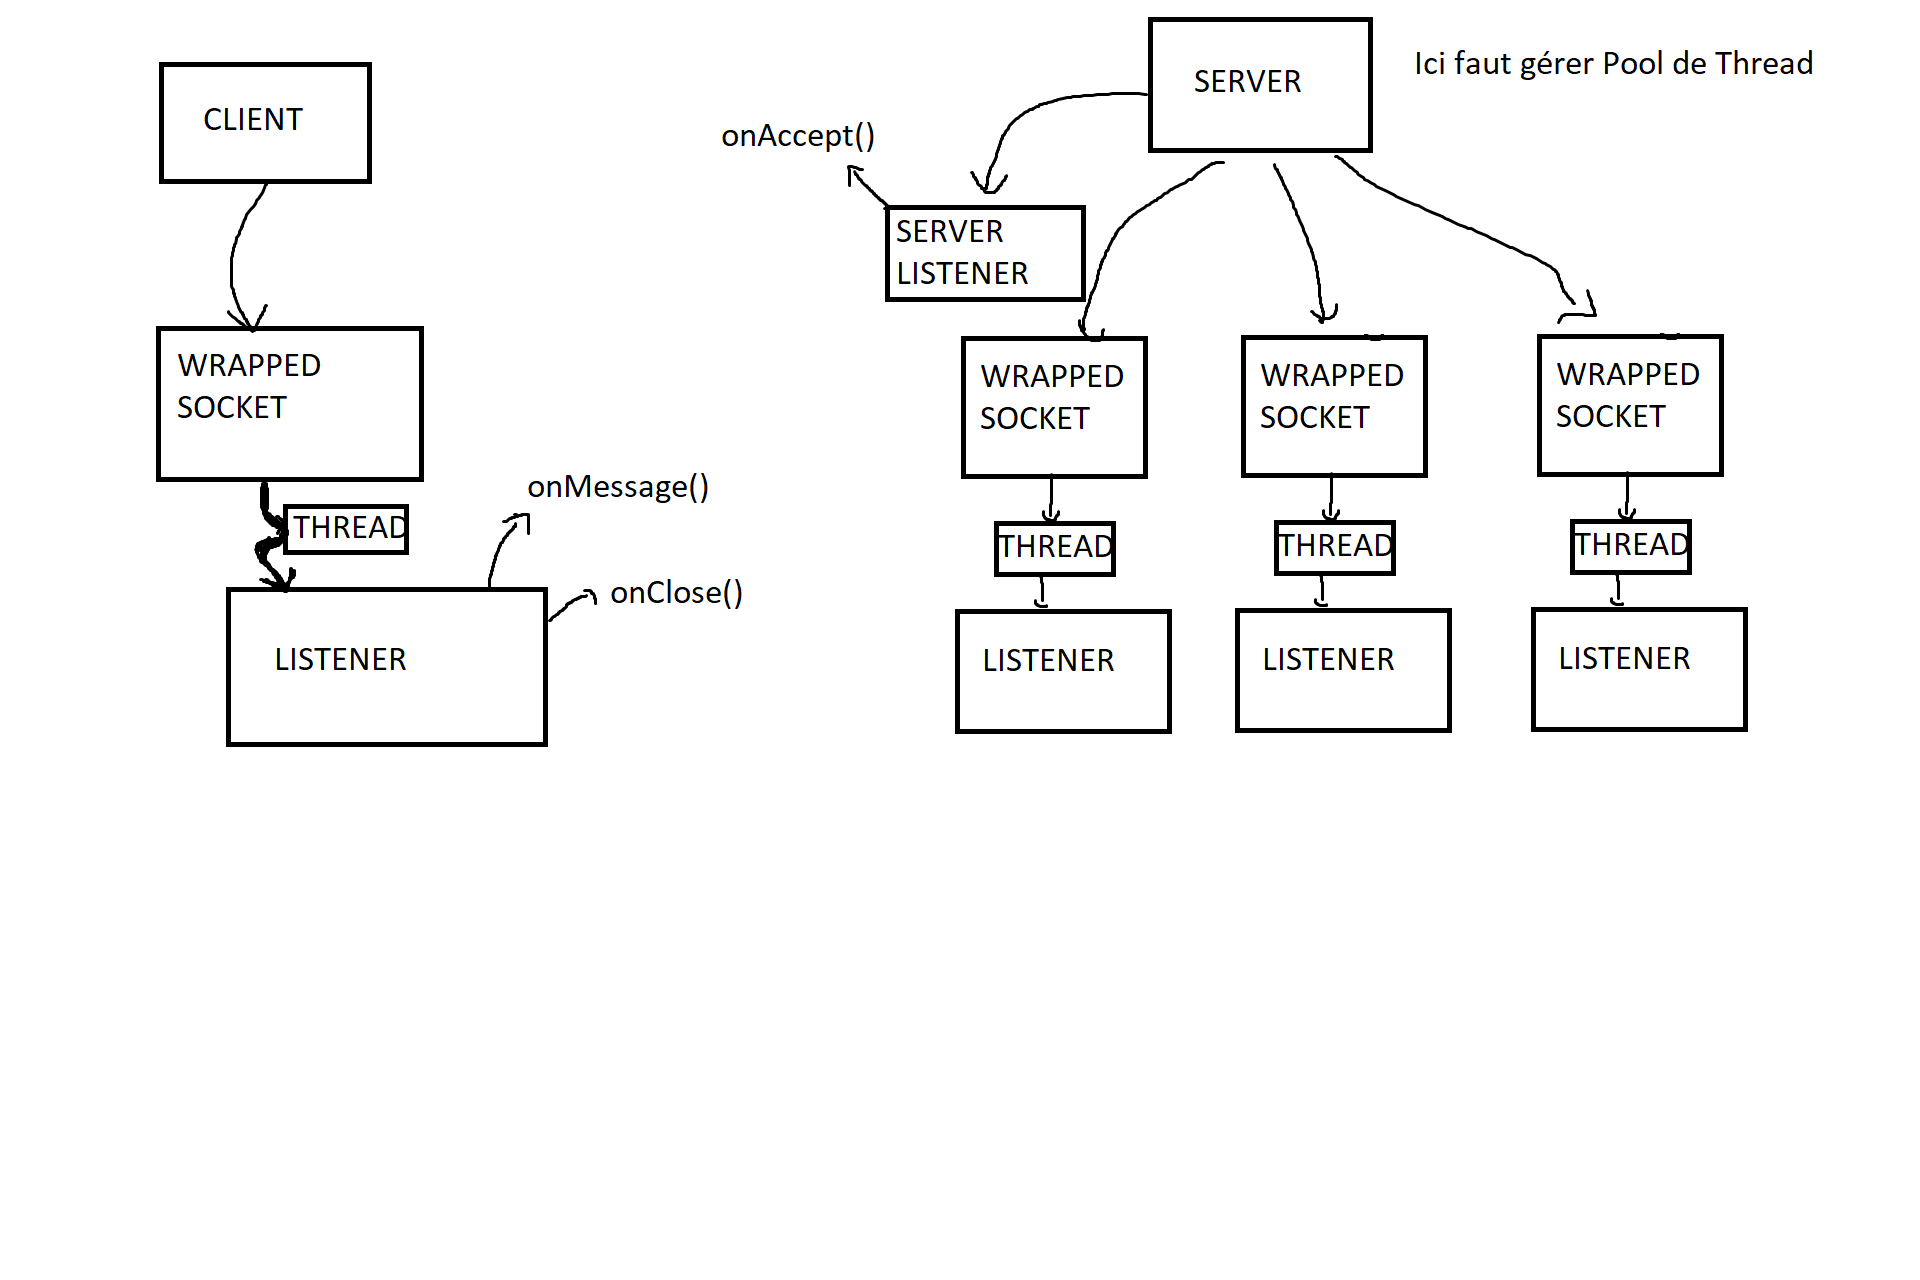 CLIENT
WRAPPED
SOCKET
THREAD
onMessage()
onClose()
LISTENER
SERVER
Ici faut gérer Pool de Thread
onAccept()
SERVER
LISTENER
WRAPPED
SOCKET
THREAD
LISTENER
WRAPPED
SOCKET
THREAD
LISTENER
WRAPPED
SOCKET
THREAD
LISTENER